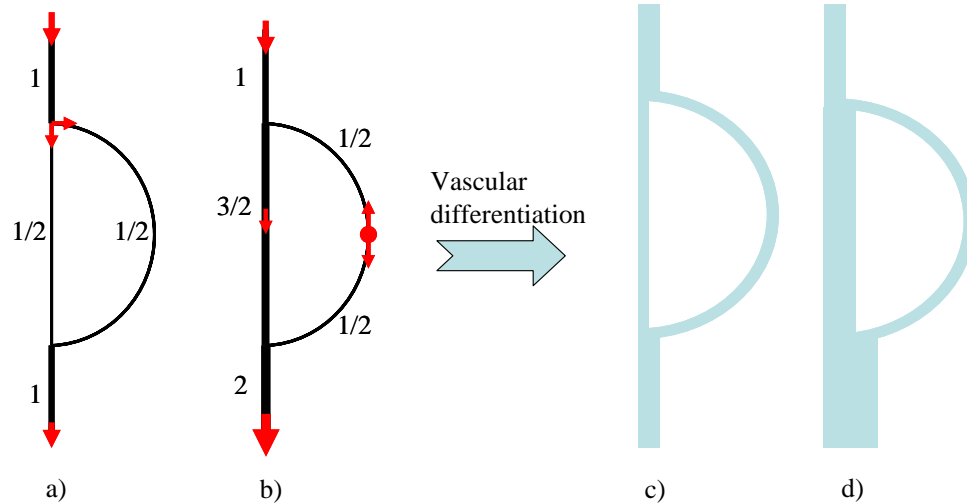 1
1
1/2
Vascular
differentiation
1/2
1/2
3/2
1/2
1
2
a)
b)
c)
d)